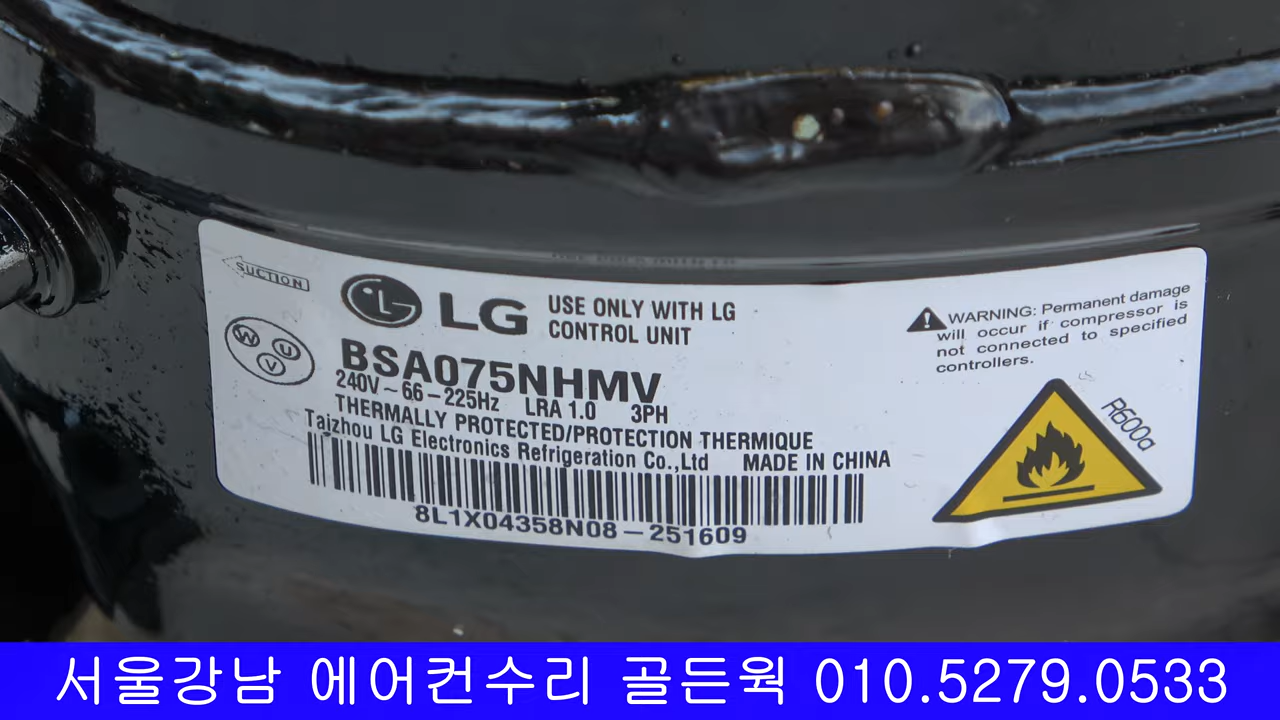 SUCTION
LG
USE ONLY WITH LG
CONTROL UNIT
W U V
BSA075NHMV
240V~66-225Hz LRA 1.0 3PH
THERMALLY PROTECTED/PROTECTION THERMIQUE
Taizhou LG Electronics Refrigeration Co.,Ltd MADE IN CHINA
8L1X04358N08-251609
WARNING: Permanent damage
will occur if compressor is
not connected to specified
controllers.
R600a
서울강남 에어컨수리 골든웍 010.5279.0533